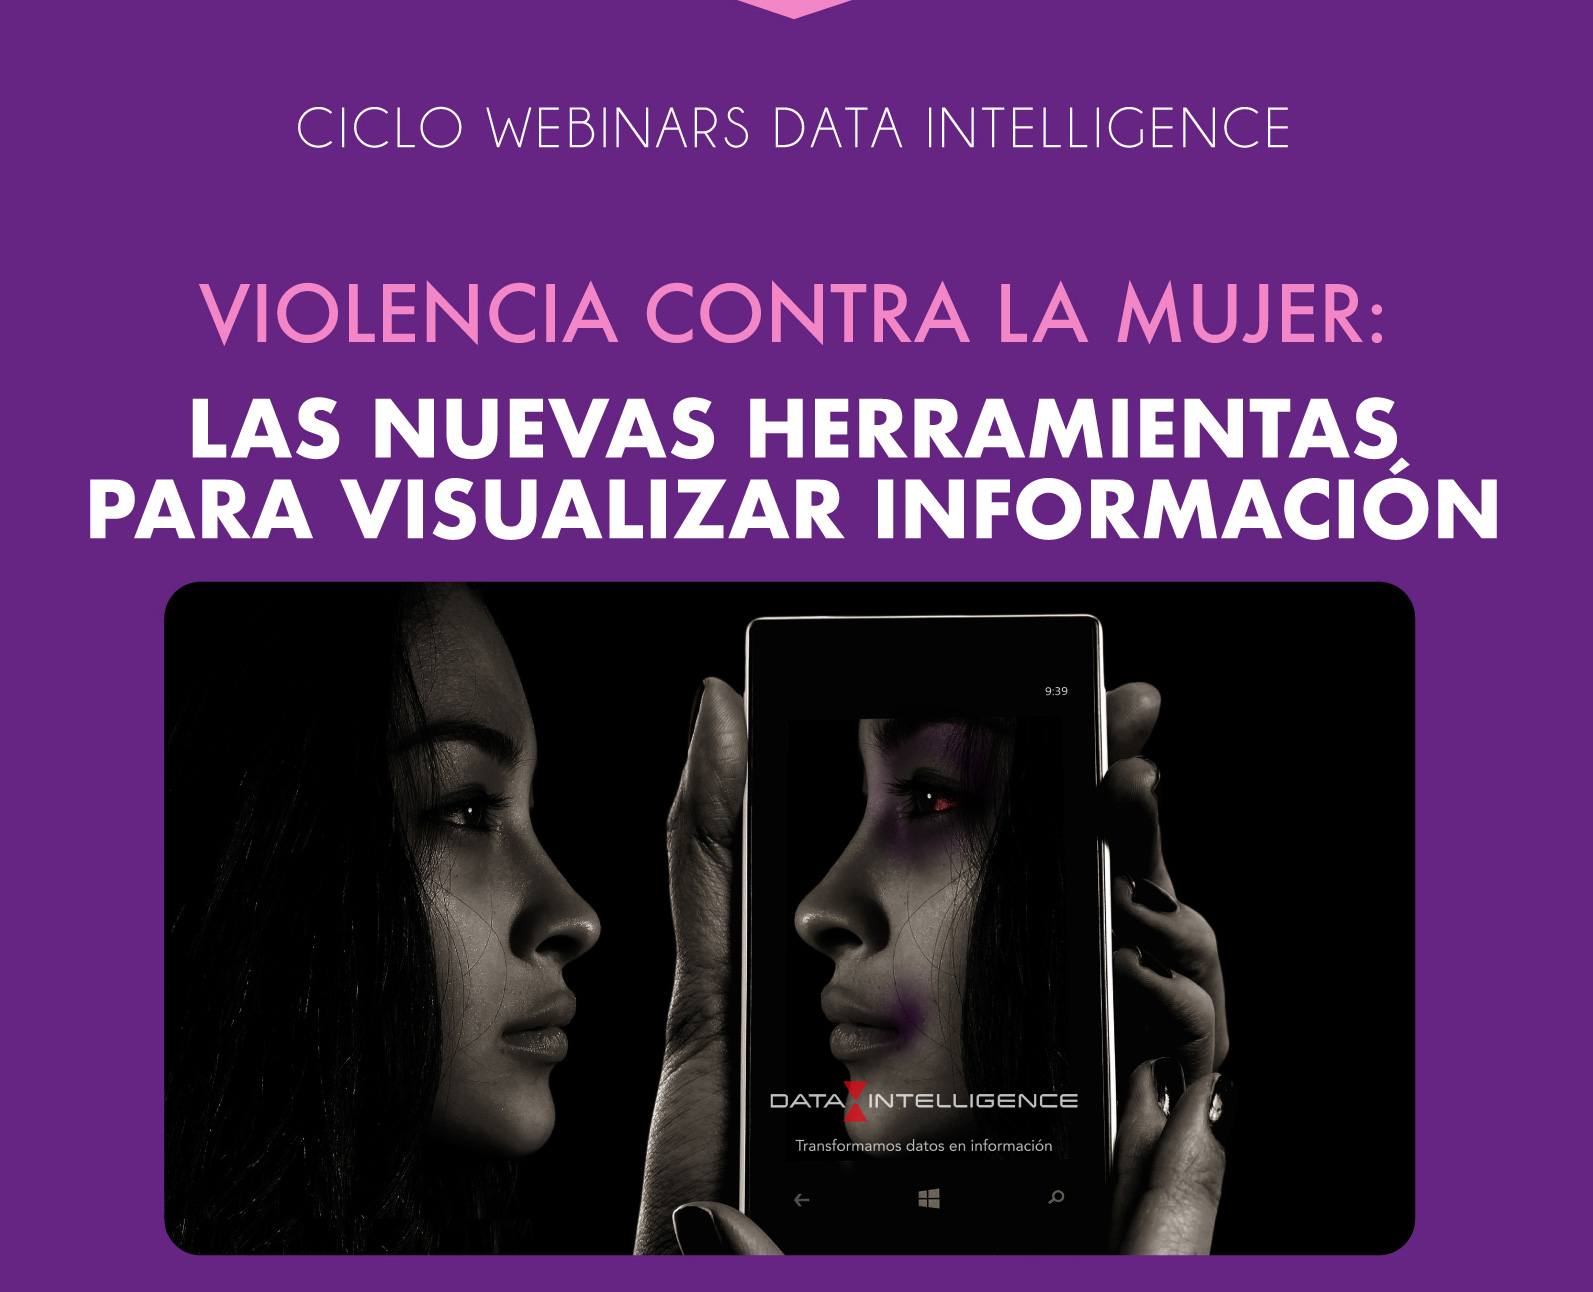 CICLO WEBINARS DATA INTELLIGENCE
VIOLENCIA CONTRA LA MUJER:
LAS NUEVAS HERRAMIENTAS
PARA VISUALIZAR INFORMACIÓN
9:39
DATA INTELLIGENCE
Transformamos datos en información